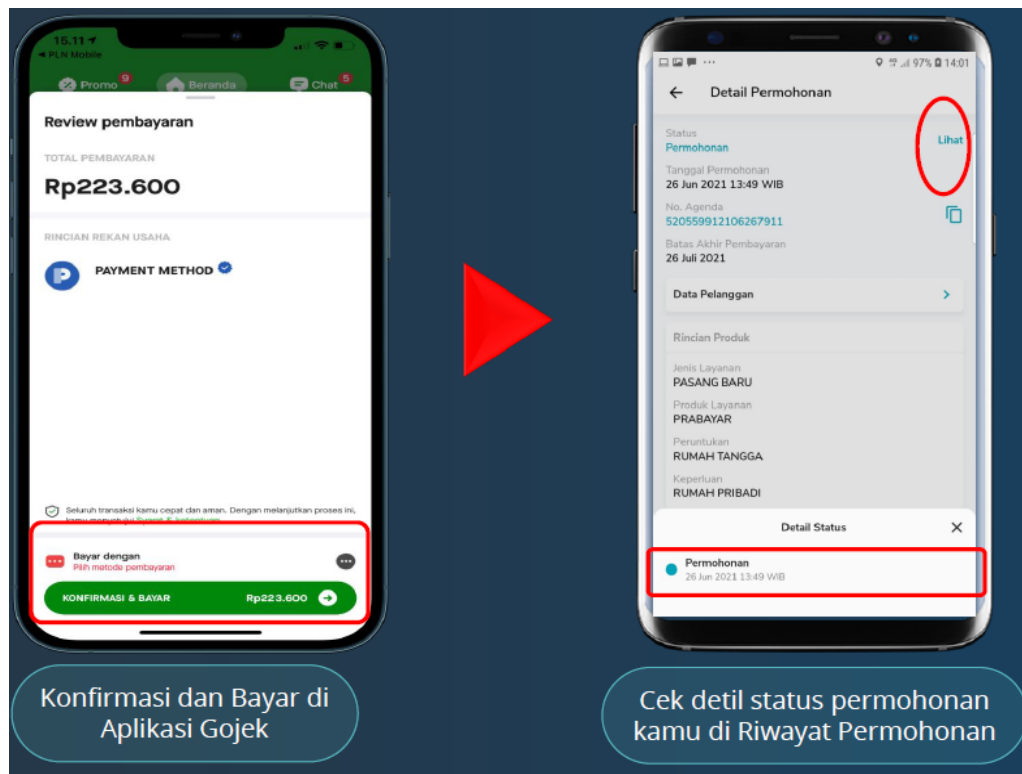 15.11
PLN Mobile
Promo 9
Beranda
Chat 5
Review pembayaran
TOTAL PEMBAYARAN
Rp223.600
RINCIAN REKAN USAHA
P PAYMENT METHOD
Seluruh transaksi kamu cepat dan aman. Dengan melanjutkan proses ini,
kamu menyetujui Syarat & ketentuan.
Bayar dengan
Pilih metode pembayaran
KONFIRMASI & BAYAR Rp223.600
Konfirmasi dan Bayar di
Aplikasi Gojek
97% 14:01
Detail Permohonan
Status
Permohonan
Lihat
Tanggal Permohonan
26 Jun 2021 13:49 WIB
No. Agenda
520559912106267911
Batas Akhir Pembayaran
26 Juli 2021
Data Pelanggan
Rincian Produk
Jenis Layanan
PASANG BARU
Produk Layanan
PRABAYAR
Peruntukan
RUMAH TANGGA
Keperluan
RUMAH PRIBADI
Detail Status
Permohonan
26 Jun 2021 13:49 WIB
Cek detil status permohonan
kamu di Riwayat Permohonan